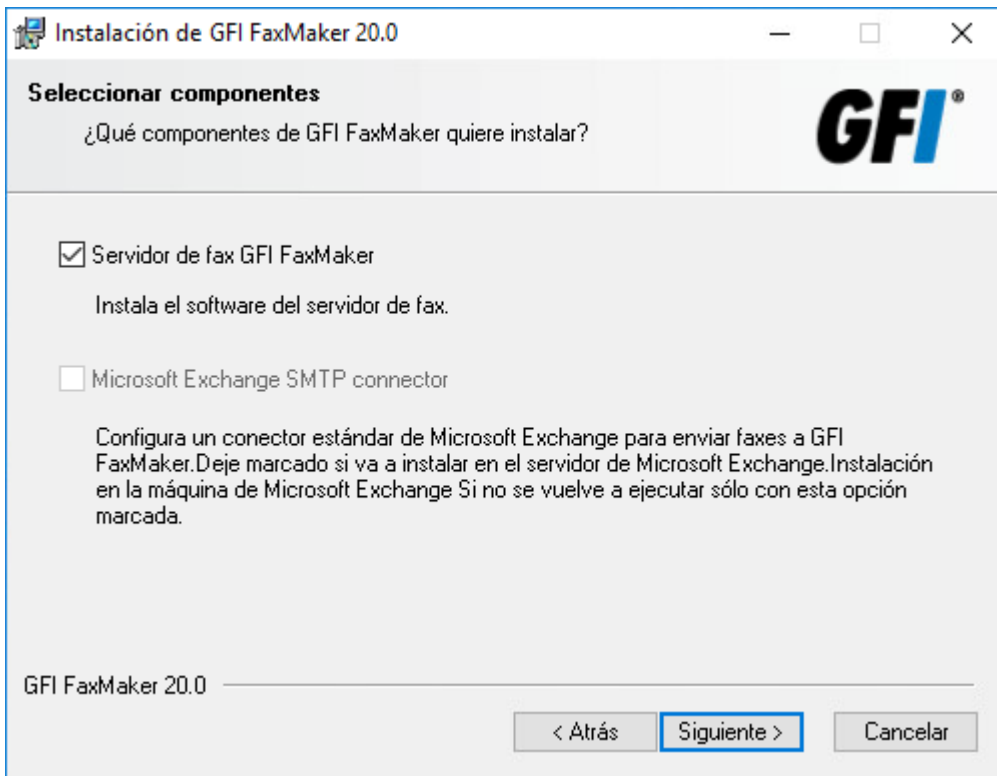 Instalación de GFI FaxMaker 20.0
Seleccionar componentes
¿Qué componentes de GFI FaxMaker quiere instalar?
GFI®
Servidor de fax GFI FaxMaker
Instala el software del servidor de fax.
Microsoft Exchange SMTP connector
Configura un conector estándar de Microsoft Exchange para enviar faxes a GFI
FaxMaker.Deje marcado si va a instalar en el servidor de Microsoft Exchange.Instalación
en la máquina de Microsoft Exchange Si no se vuelve a ejecutar sólo con esta opción
marcada.
GFI FaxMaker 20.0
< Atrás
Siguiente >
Cancelar